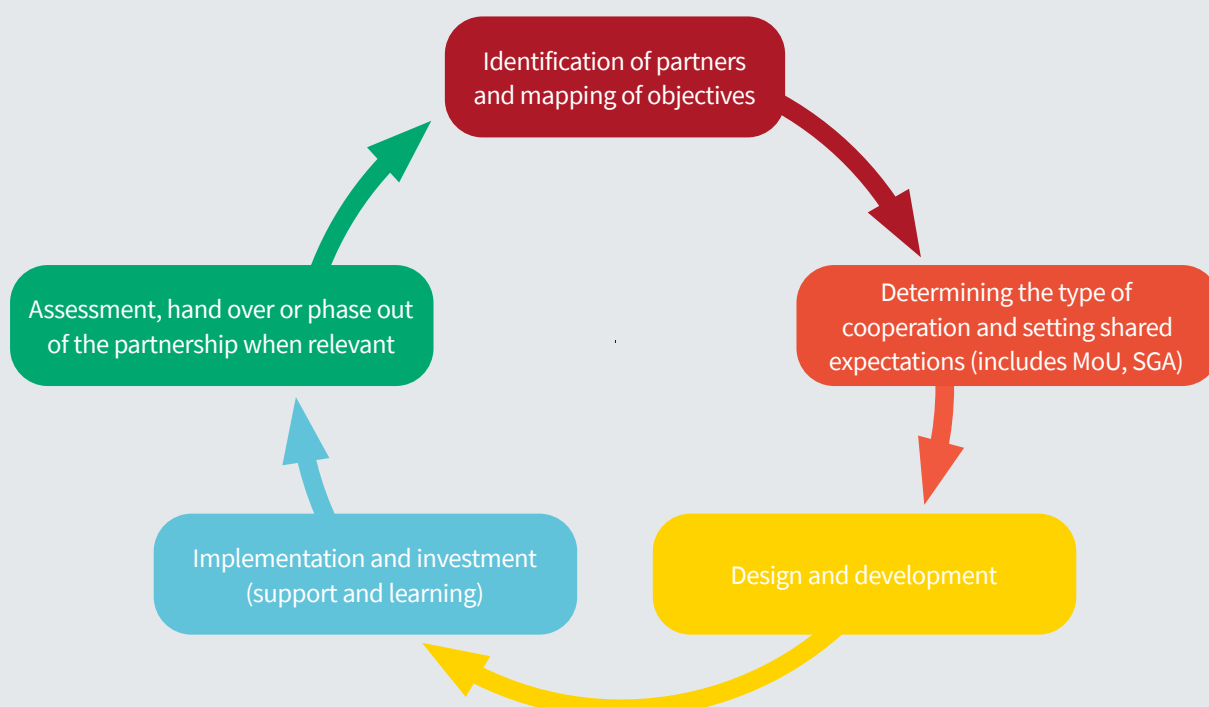 Identification of partners
and mapping of objectives
Determining the type of
cooperation and setting shared
expectations (includes MoU, SGA)
Design and development
Implementation and investment
(support and learning)
Assessment, hand over or phase out
of the partnership when relevant